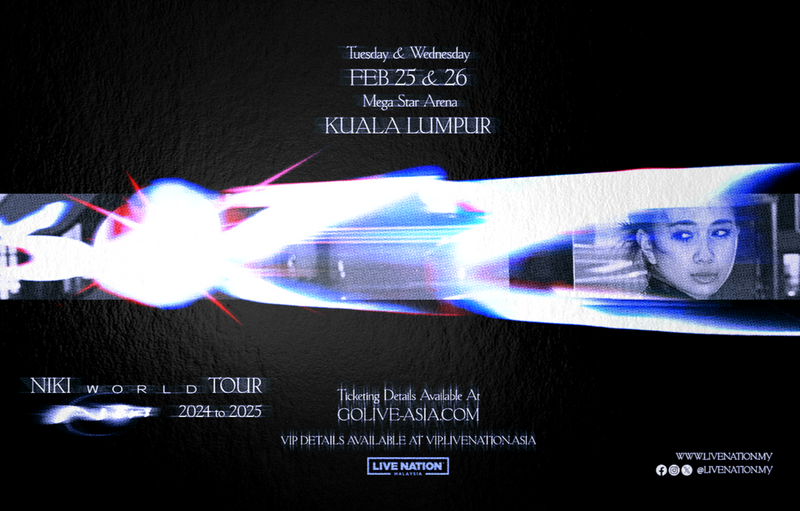 Tuesday & Wednesday
FEB 25 & 26
Mega Star Arena
KUALA LUMPUR
NIKI WORLD TOUR
2024 to 2025
Ticketing Details Available At
GOLIVE-ASIA.COM
VIP DETAILS AVAILABLE AT VIP.LIVENATION.ASIA
LIVE NATION
MALAYSIA
WWW.LIVENATION.MY
@LIVENATION.MY